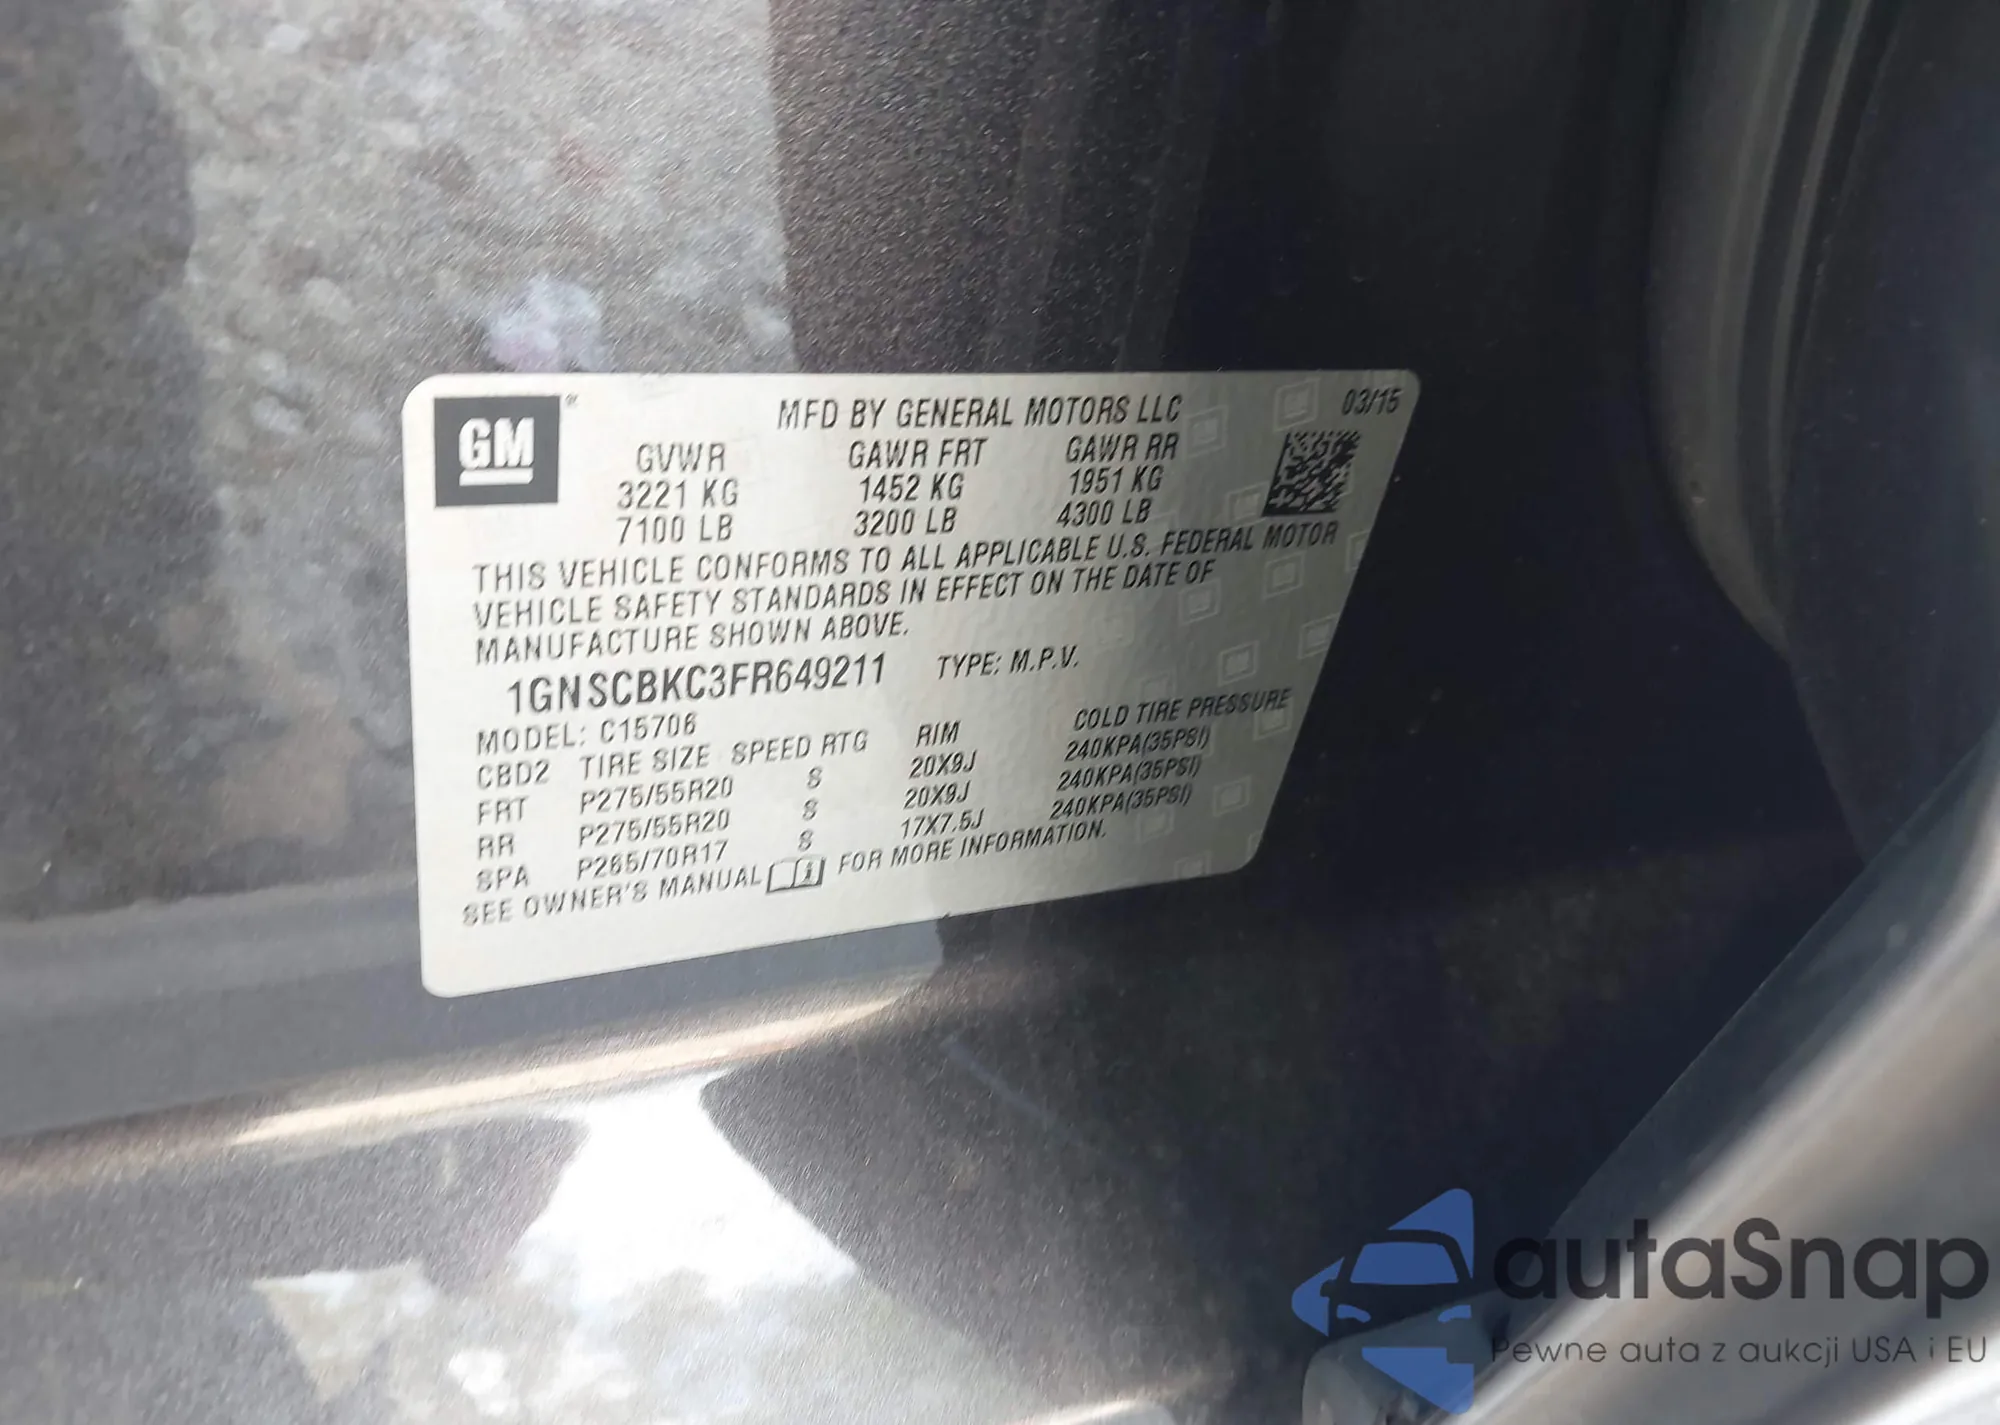 GM®
MFD BY GENERAL MOTORS LLC 03/15
GVWR GAWR FRT GAWR RR
3221 KG 1452 KG 1951 KG
7100 LB 3200 LB 4300 LB
THIS VEHICLE CONFORMS TO ALL APPLICABLE U.S. FEDERAL MOTOR
VEHICLE SAFETY STANDARDS IN EFFECT ON THE DATE OF
MANUFACTURE SHOWN ABOVE.
1GNSCBKC3FR649211 TYPE: M.P.V.
MODEL: C15706
CBD2 TIRE SIZE SPEED RTG RIM COLD TIRE PRESSURE
FRT P275/55R20 S 20X9J 240KPA(35PSI)
RR P275/55R20 S 20X9J 240KPA(35PSI)
SPA P265/70R17 S 17X7.5J 240KPA(35PSI)
SEE OWNER'S MANUAL FOR MORE INFORMATION.
autaSnap
Pewne auta z aukcji USA i EU